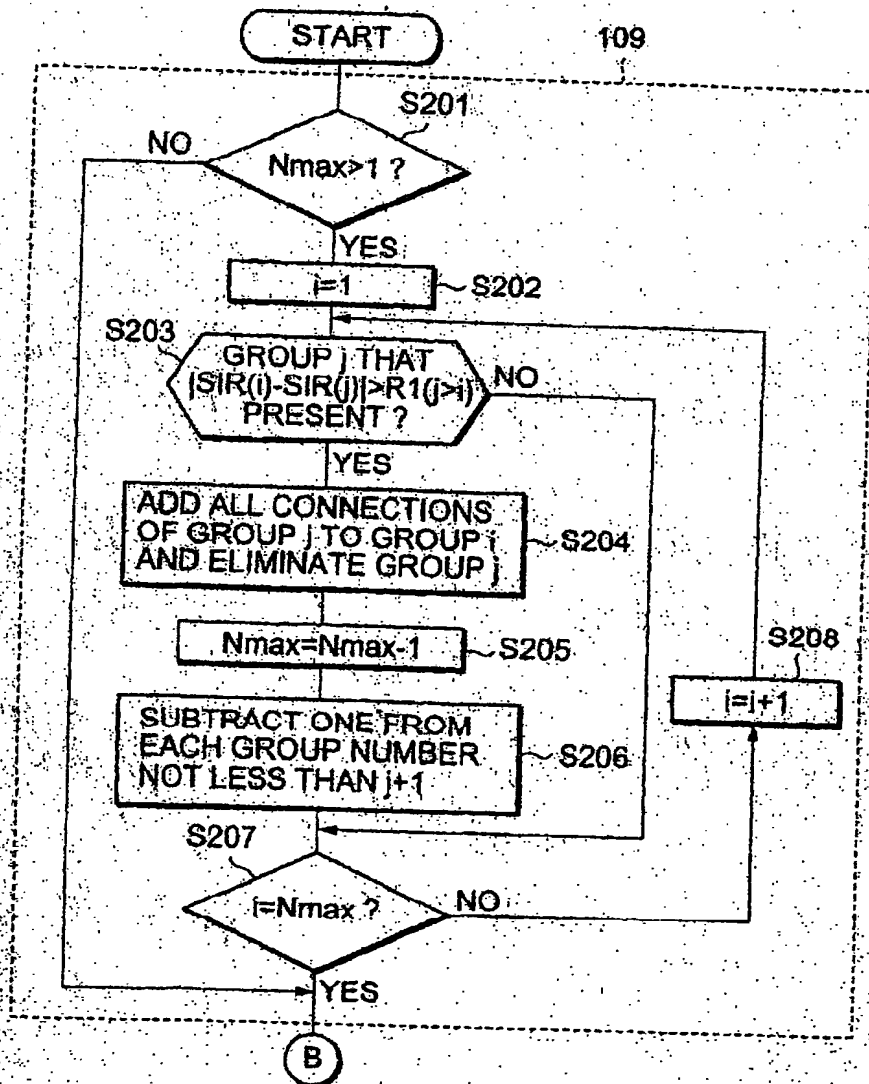 START
109
S201
NO
Nmax>1 ?
YES
i=1
S202
S203
GROUP j THAT
|SIR(i)-SIR(j)|>R1(j>i)
PRESENT ?
NO
YES
ADD ALL CONNECTIONS
OF GROUP j TO GROUP i
AND ELIMINATE GROUP j
S204
Nmax=Nmax-1
S205
S208
i=i+1
SUBTRACT ONE FROM
EACH GROUP NUMBER
NOT LESS THAN j+1
S206
S207
i=Nmax ?
NO
YES
B